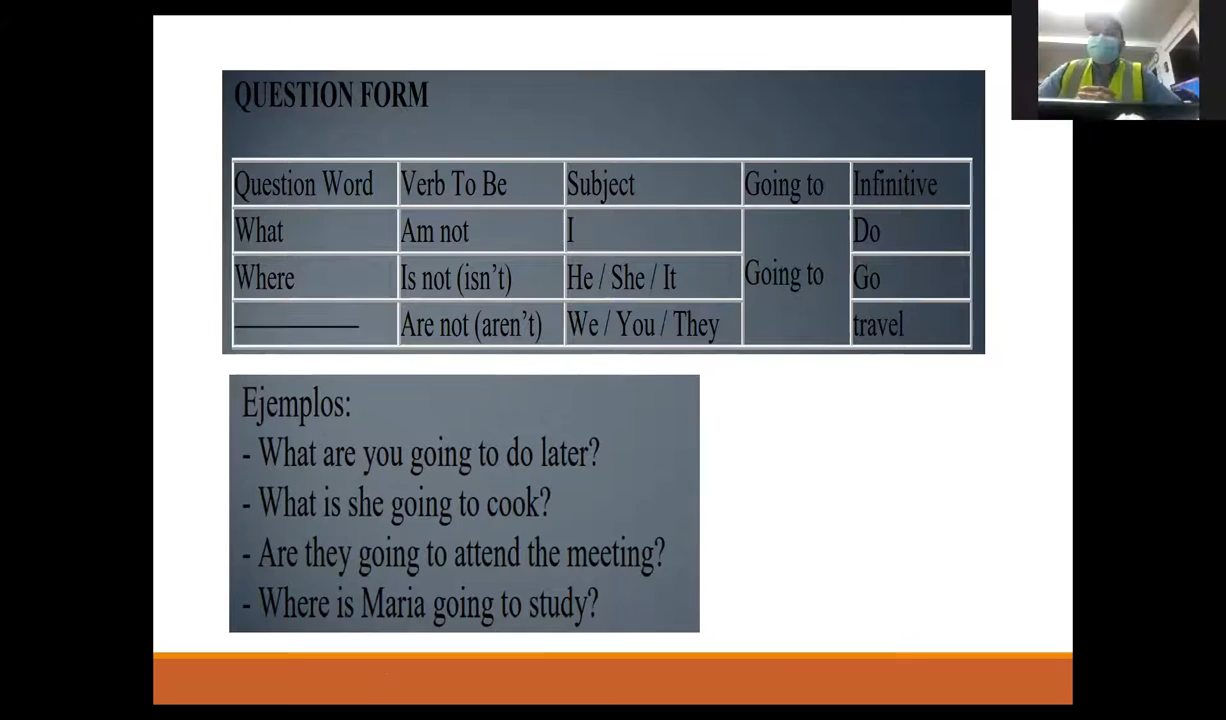 QUESTION FORM
Question Word Verb To Be Subject Going to Infinitive
What Am not I Do
Where Is not (isn't) He / She / It Going to Go
Are not (aren't) We / You / They travel
Ejemplos:
- What are you going to do later?
- What is she going to cook?
- Are they going to attend the meeting?
- Where is Maria going to study?